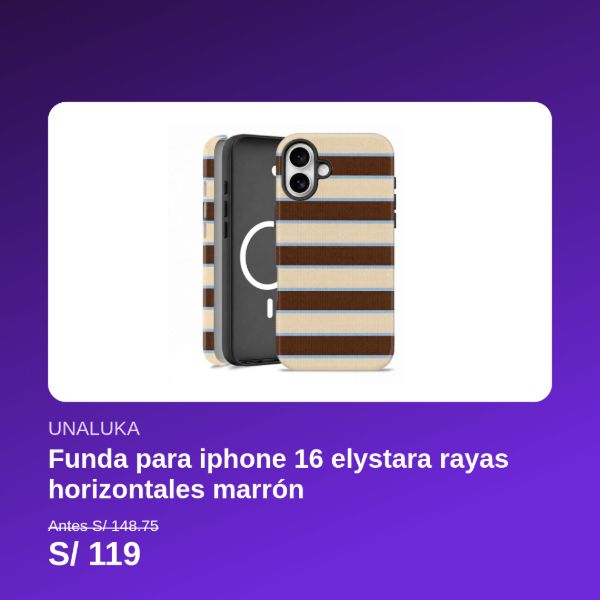 UNALUKA
Funda para iphone 16 elystara rayas
horizontales marrón
Antes S/ 148.75
S/ 119